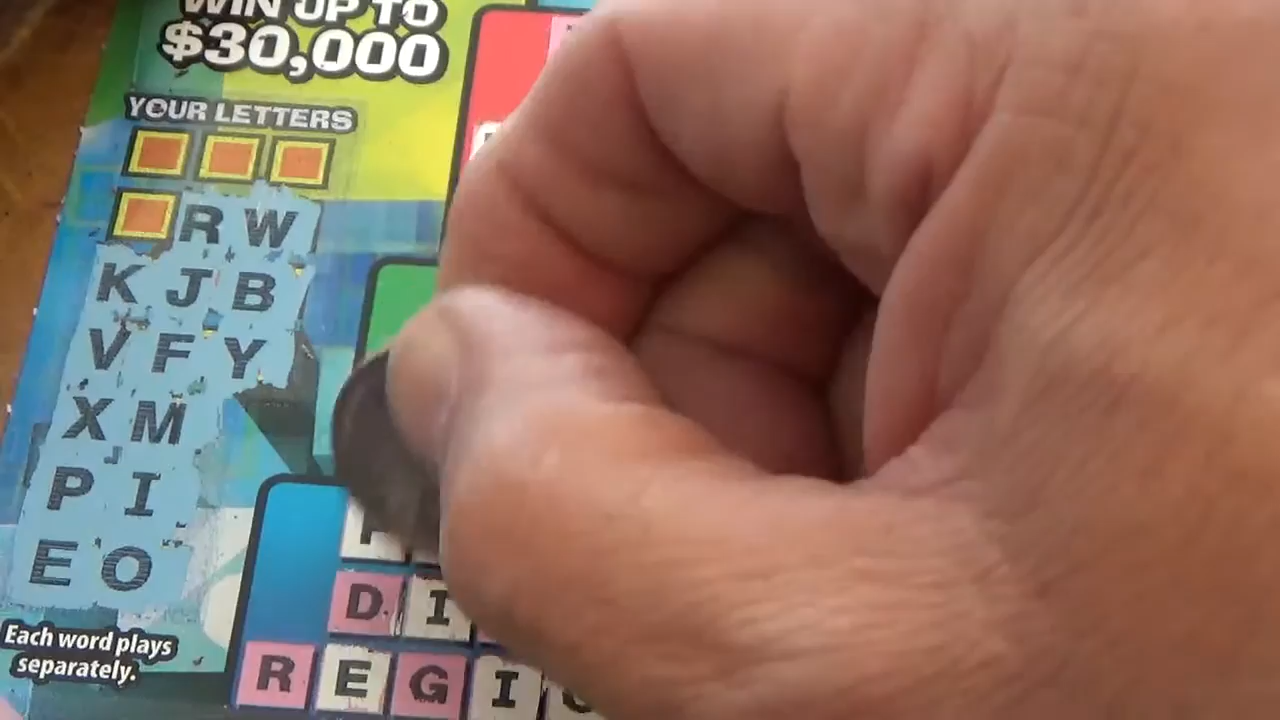 WIN UP TO
$30,000
YOUR LETTERS
R W
K J B
V F Y
X M
P I
E O
Each word plays
separately.
D I
R E G I